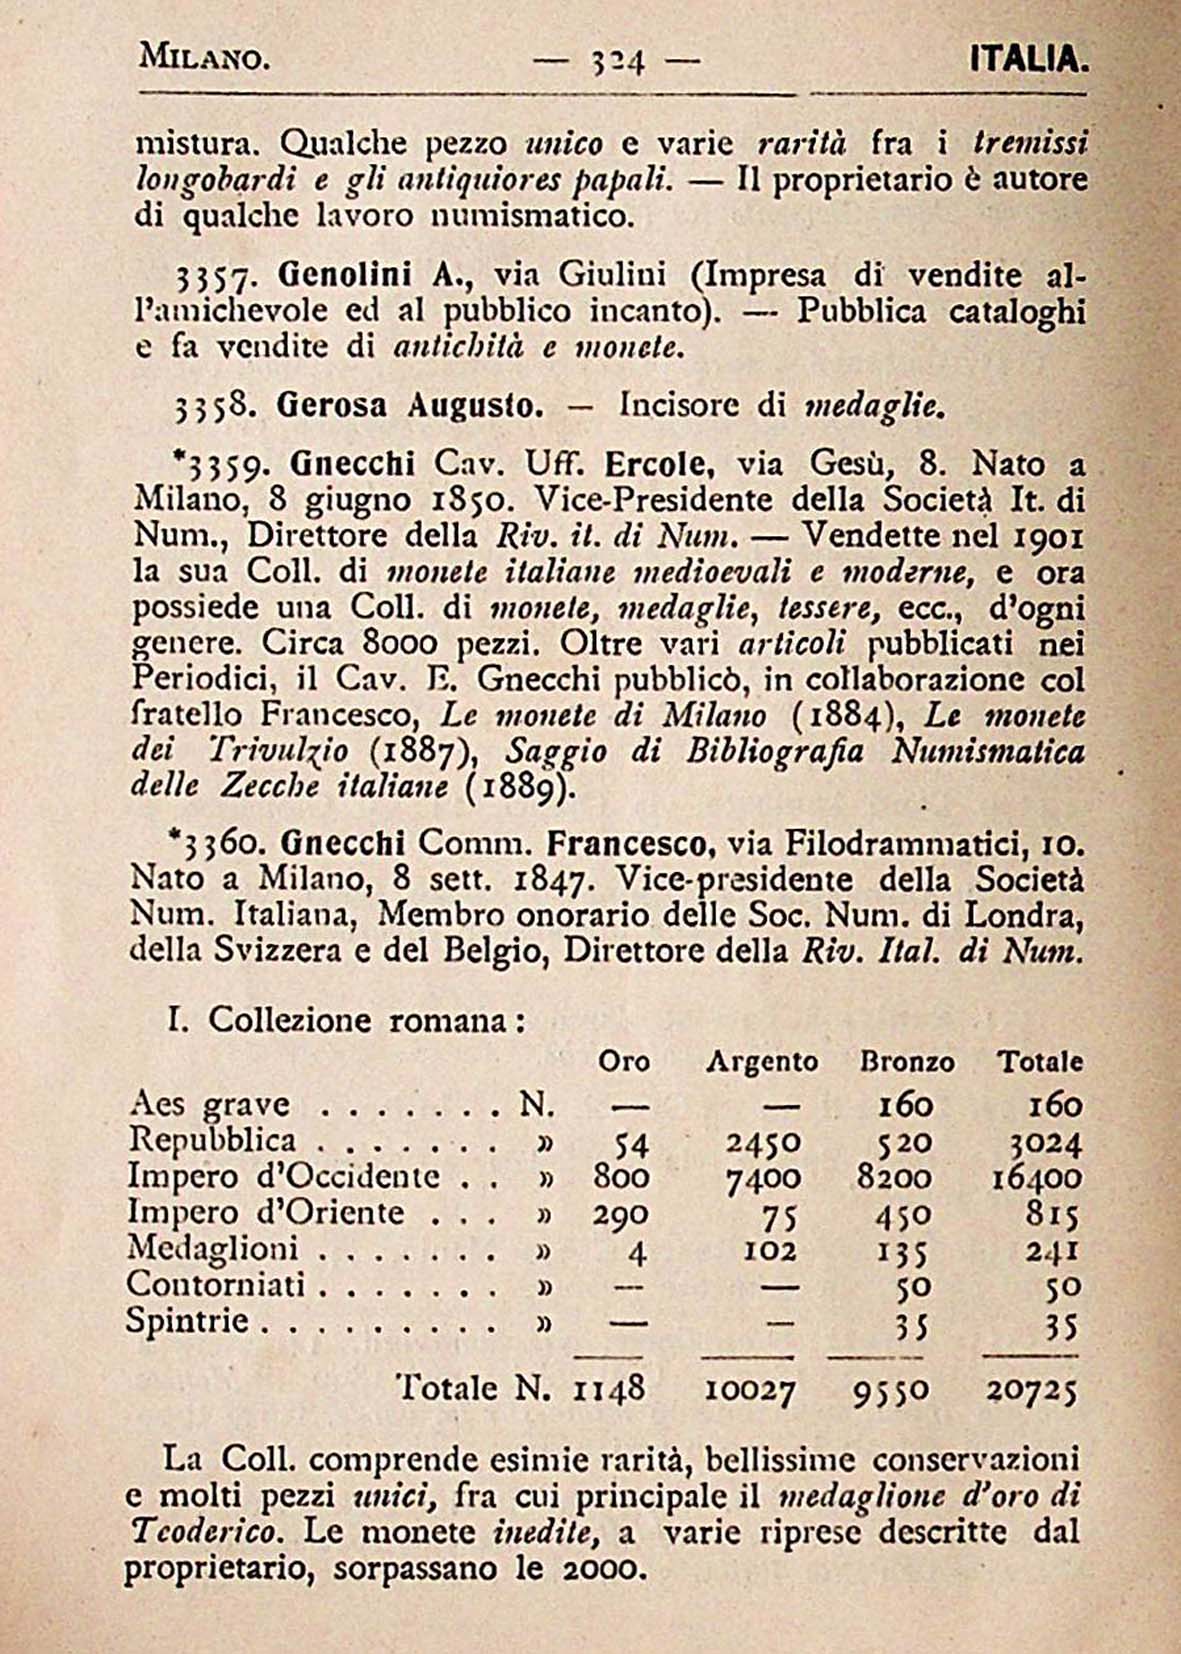 MILANO. — 324 — ITALIA.
mistura. Qualche pezzo unico e varie rarità fra i tremissi
longobardi e gli antiquiores papali. — Il proprietario è autore
di qualche lavoro numismatico.
3357. Genolini A., via Giulini (Impresa di vendite al-
l'amichevole ed al pubblico incanto). — Pubblica cataloghi
e fa vendite di antichità e monete.
3358. Gerosa Augusto. — Incisore di medaglie.
*3359. Gnecchi Cav. Uff. Ercole, via Gesù, 8. Nato a
Milano, 8 giugno 1850. Vice-Presidente della Società It. di
Num., Direttore della Riv. it. di Num. — Vendette nel 1901
la sua Coll. di monete italiane medioevali e moderne, e ora
possiede una Coll. di monete, medaglie, tessere, ecc., d'ogni
genere. Circa 8000 pezzi. Oltre vari articoli pubblicati nei
Periodici, il Cav. E. Gnecchi pubblicò, in collaborazione col
fratello Francesco, Le monete di Milano (1884), Le monete
dei Trivulzio (1887), Saggio di Bibliografia Numismatica
delle Zecche italiane (1889).
*3360. Gnecchi Comm. Francesco, via Filodrammatici, 10.
Nato a Milano, 8 sett. 1847. Vice-presidente della Società
Num. Italiana, Membro onorario delle Soc. Num. di Londra,
della Svizzera e del Belgio, Direttore della Riv. Ital. di Num.
I. Collezione romana:
Oro Argento Bronzo Totale
Aes grave . . . . . . . N. — — 160 160
Repubblica . . . . . . . » 54 2450 520 3024
Impero d'Occidente . . » 800 7400 8200 16400
Impero d'Oriente . . . » 290 75 450 815
Medaglioni . . . . . . . » 4 102 135 241
Contorniati . . . . . . . » — — 50 50
Spintrie . . . . . . . . . » — — 35 35
Totale N. 1148 10027 9550 20725
La Coll. comprende esimie rarità, bellissime conservazioni
e molti pezzi unici, fra cui principale il medaglione d'oro di
Teoderico. Le monete inedite, a varie riprese descritte dal
proprietario, sorpassano le 2000.